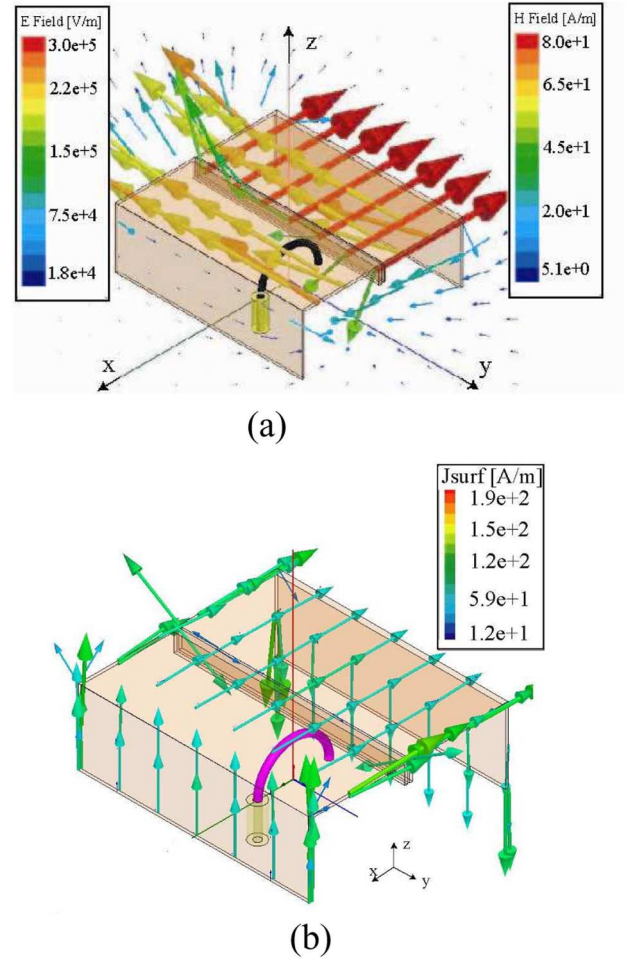 E Field [V/m]
3.0e+5
2.2e+5
1.5e+5
7.5e+4
1.8e+4
z
H Field [A/m]
8.0e+1
6.5e+1
4.5e+1
2.0e+1
5.1e+0
x
y
(a)
Jsurf [A/m]
1.9e+2
1.5e+2
1.2e+2
5.9e+1
1.2e+1
z
x
y
(b)